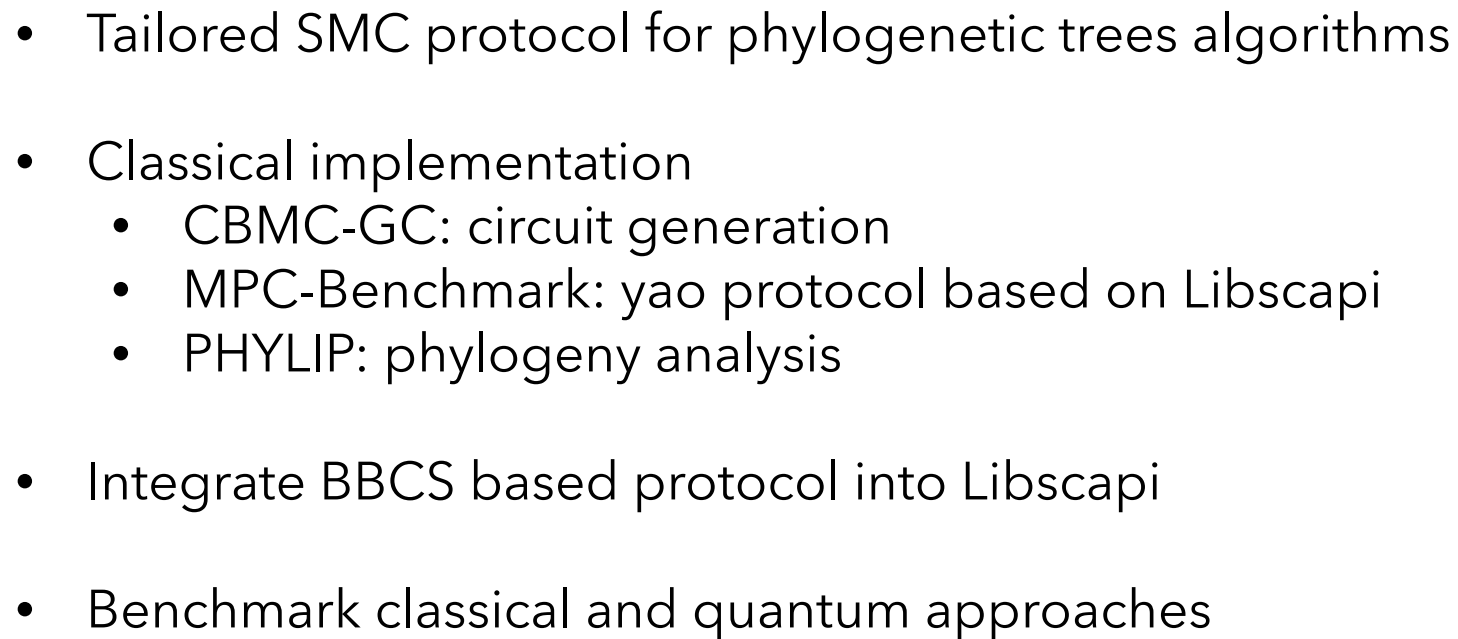 • Tailored SMC protocol for phylogenetic trees algorithms
• Classical implementation
• CBMC-GC: circuit generation
• MPC-Benchmark: yao protocol based on Libscapi
• PHYLIP: phylogeny analysis
• Integrate BBCS based protocol into Libscapi
• Benchmark classical and quantum approaches